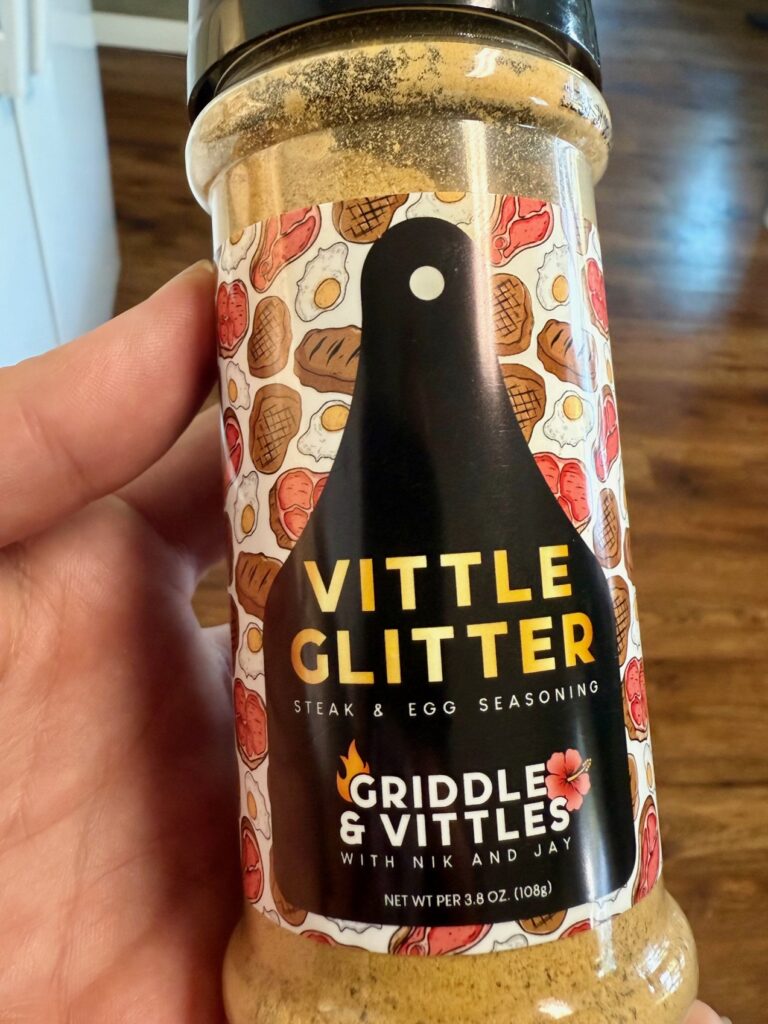 VITTLE
GLITTER
STEAK & EGG SEASONING
GRIDDLE
& VITTLES
WITH NIK AND JAY
NET WT PER 3.8 OZ. (108g)